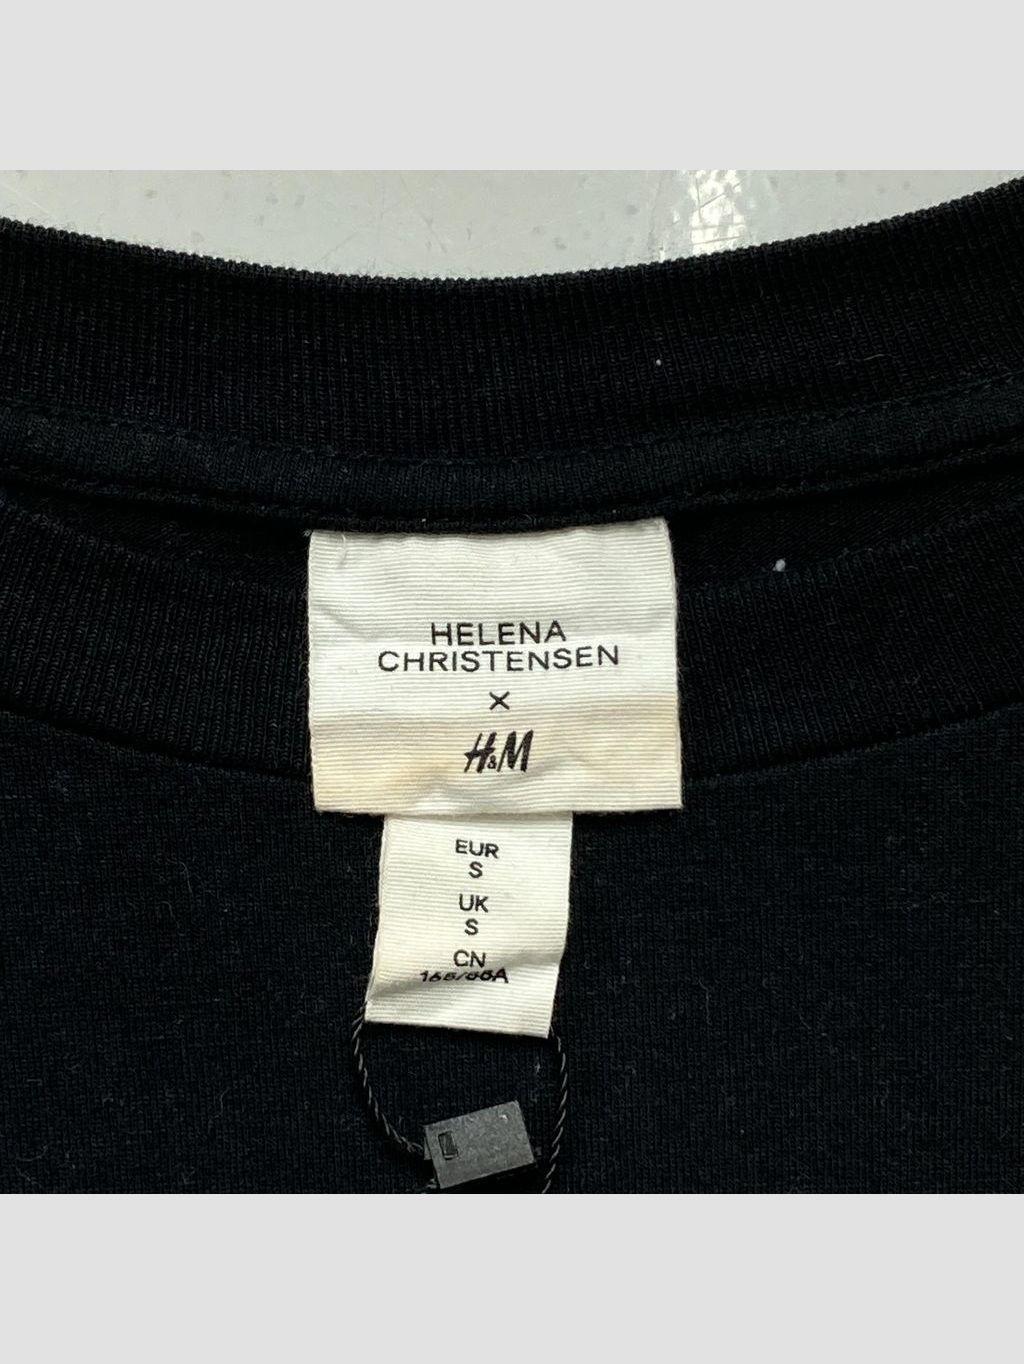 HELENA
CHRISTENSEN
X
H&M
EUR
S
UK
S
CN